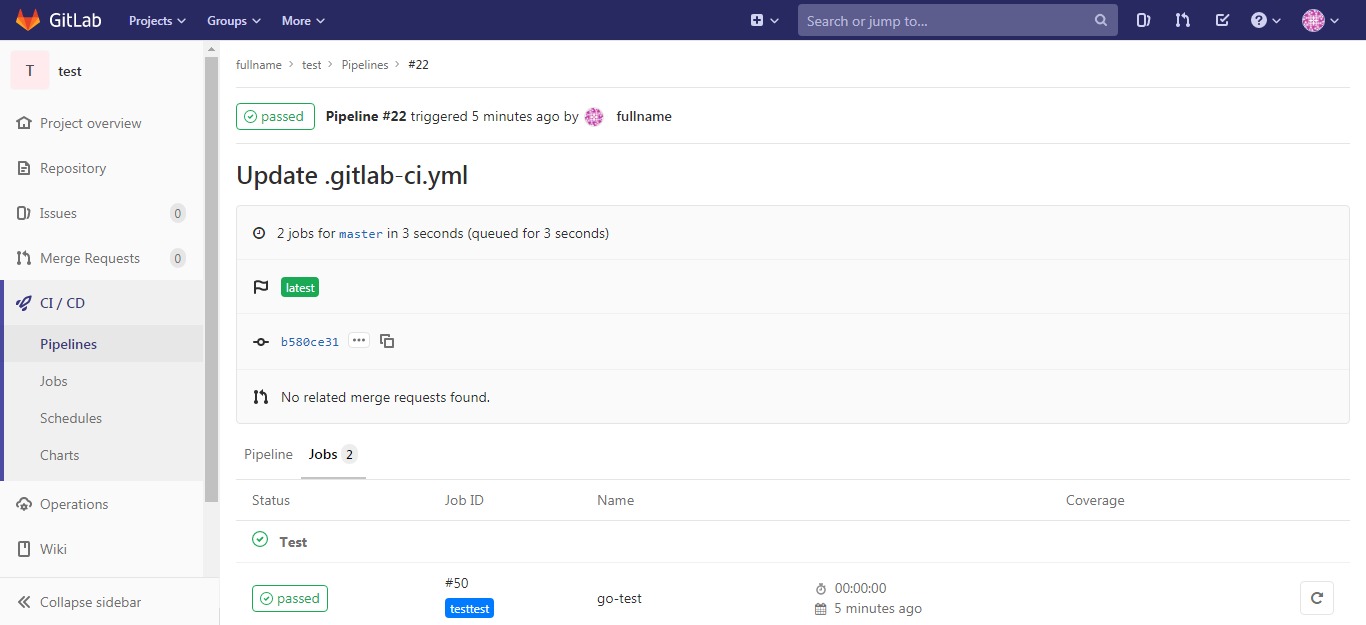 GitLab Projects Groups More Search or jump to...
T test
Project overview
Repository
Issues 0
Merge Requests 0
CI / CD
Pipelines
Jobs
Schedules
Charts
Operations
Wiki
Collapse sidebar
fullname > test > Pipelines > #22
passed Pipeline #22 triggered 5 minutes ago by fullname
Update .gitlab-ci.yml
2 jobs for master in 3 seconds (queued for 3 seconds)
latest
b580ce31 ...
No related merge requests found.
Pipeline Jobs 2
Status Job ID Name Coverage
Test
passed #50 go-test 00:00:00
testtest 5 minutes ago